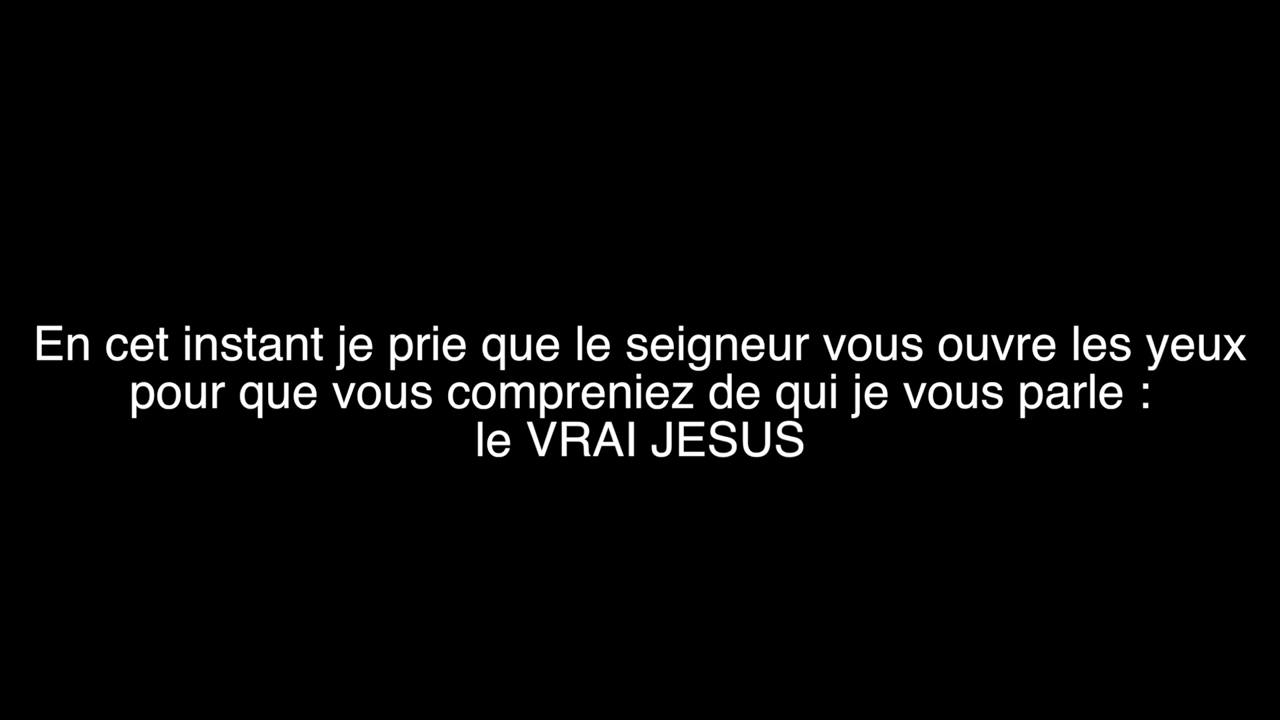 En cet instant je prie que le seigneur vous ouvre les yeux
pour que vous compreniez de qui je vous parle :
le VRAI JESUS